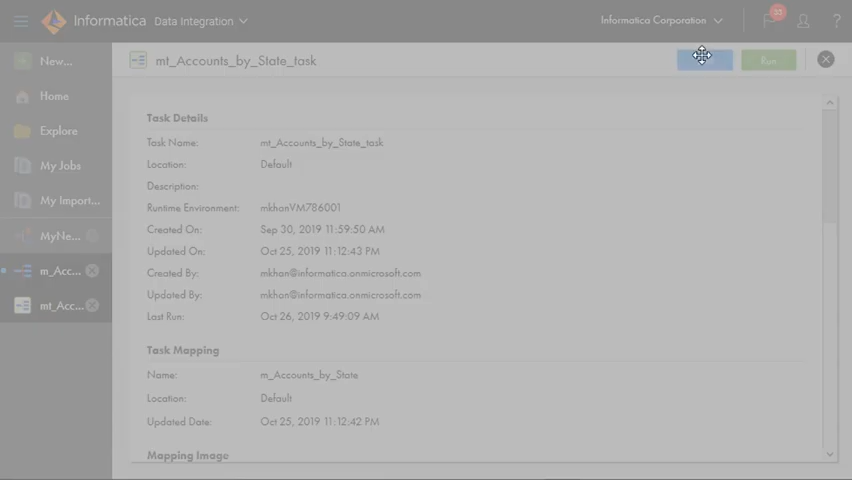 Informatica Data Integration
Informatica Corporation
?
mt_Accounts_by_State_task
Run
New...
Home
Explore
My Jobs
My Import...
MyNe...
m_Acc...
mt_Acc...
Task Details
Task Name: mt_Accounts_by_State_task
Location: Default
Description:
Runtime Environment: mkhanVM786001
Created On: Sep 30, 2019 11:59:50 AM
Updated On: Oct 25, 2019 11:12:43 PM
Created By: mkhan@informatica.onmicrosoft.com
Updated By: mkhan@informatica.onmicrosoft.com
Last Run: Oct 26, 2019 9:49:09 AM
Task Mapping
Name: m_Accounts_by_State
Location: Default
Updated Date: Oct 25, 2019 11:12:42 PM
Mapping Image